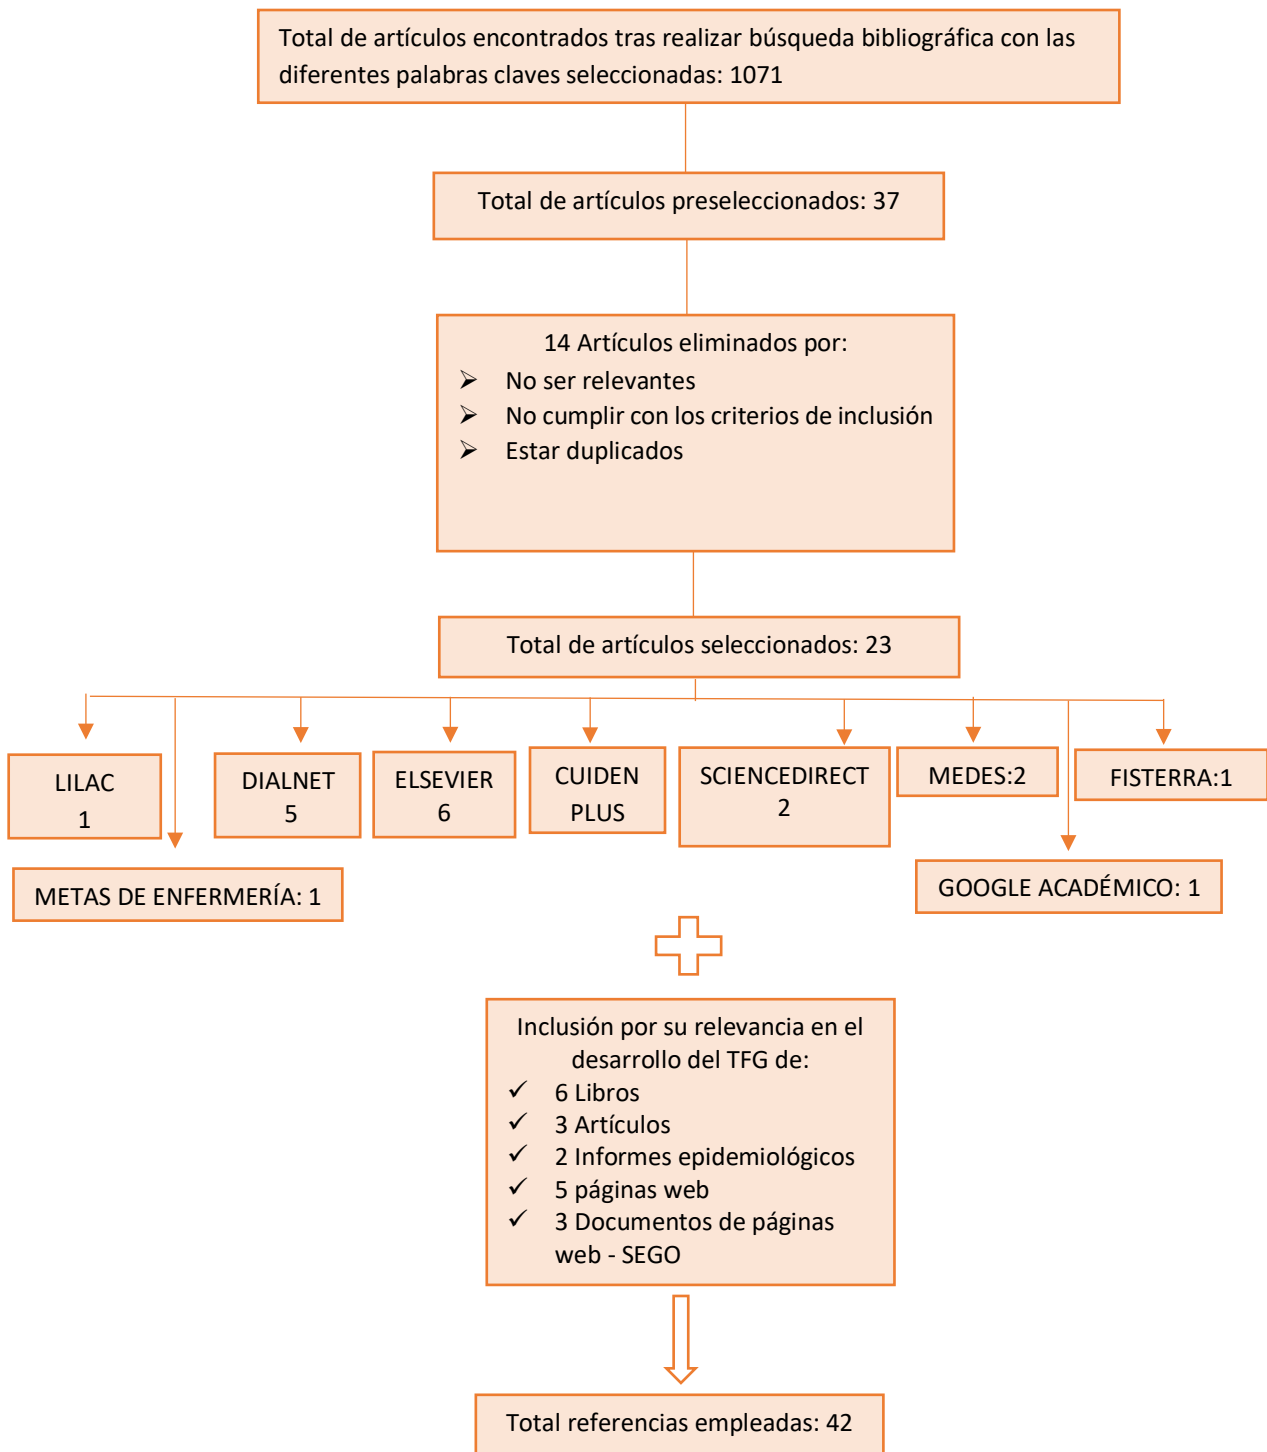 Total de artículos encontrados tras realizar búsqueda bibliográfica con las
diferentes palabras claves seleccionadas: 1071
Total de artículos preseleccionados: 37
14 Artículos eliminados por:
➢ No ser relevantes
➢ No cumplir con los criterios de inclusión
➢ Estar duplicados
Total de artículos seleccionados: 23
LILAC
1
DIALNET
5
ELSEVIER
6
CUIDEN
PLUS
SCIENCEDIRECT
2
MEDES:2
FISTERRA:1
METAS DE ENFERMERÍA: 1
GOOGLE ACADÉMICO: 1
Inclusión por su relevancia en el
desarrollo del TFG de:
✓ 6 Libros
✓ 3 Artículos
✓ 2 Informes epidemiológicos
✓ 5 páginas web
✓ 3 Documentos de páginas
web - SEGO
Total referencias empleadas: 42